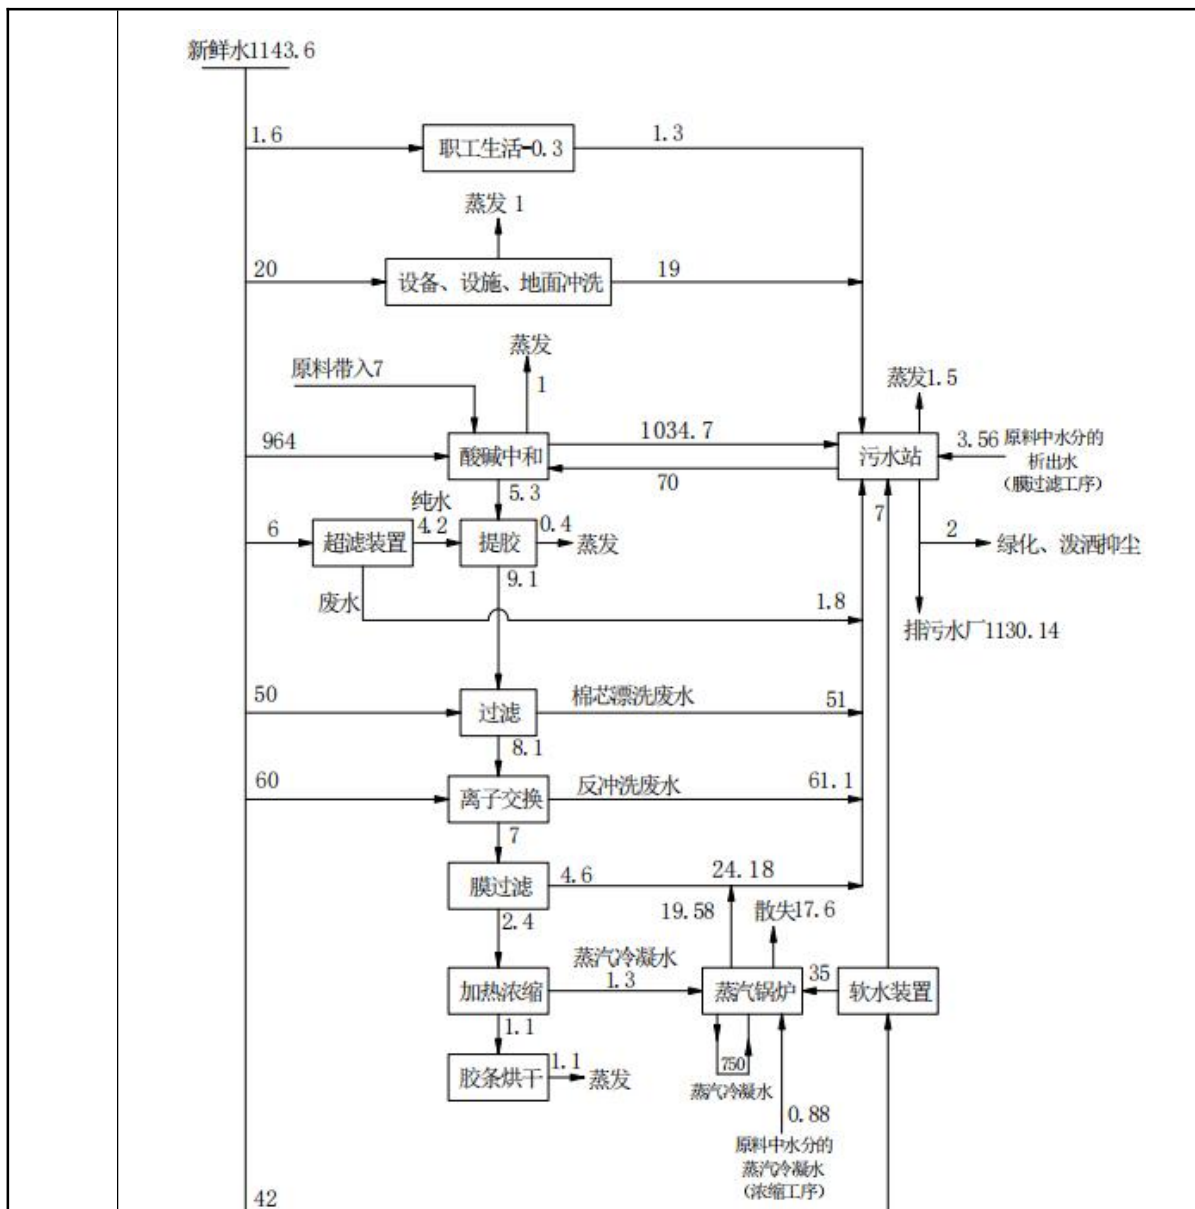 新鲜水1143.6
1.6
职工生活-0.3
1.3
蒸发 1
20
设备、设施、地面冲洗
19
原料带入7
蒸发
1
蒸发1.5
964
酸碱中和
1034.7
70
污水站
3.56
原料中水分的
析出水
（膜过滤工序）
5.3
纯水
7
6
超滤装置
4.2
提胶
0.4
蒸发
2
绿化、泼洒抑尘
9.1
废水
1.8
排污水厂1130.14
50
过滤
棉芯漂洗废水
51
8.1
60
离子交换
反冲洗废水
61.1
7
膜过滤
4.6
24.18
2.4
19.58
散失17.6
蒸汽冷凝水
加热浓缩
1.3
蒸汽锅炉
35
软水装置
1.1
750
胶条烘干
1.1
蒸发
蒸汽冷凝水
0.88
原料中水分的
蒸汽冷凝水
（浓缩工序）
42